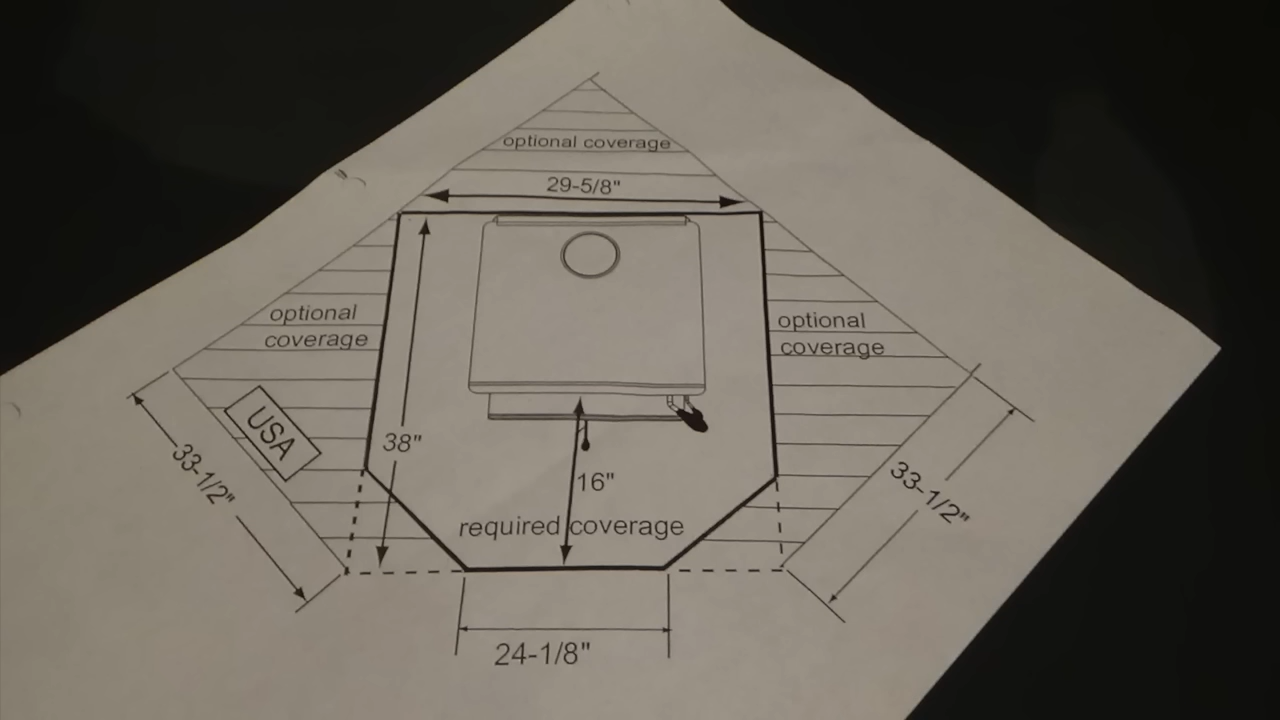 optional coverage
29-5/8"
optional
coverage
optional
coverage
USA
38"
33-1/2"
16"
33-1/2"
required coverage
24-1/8"